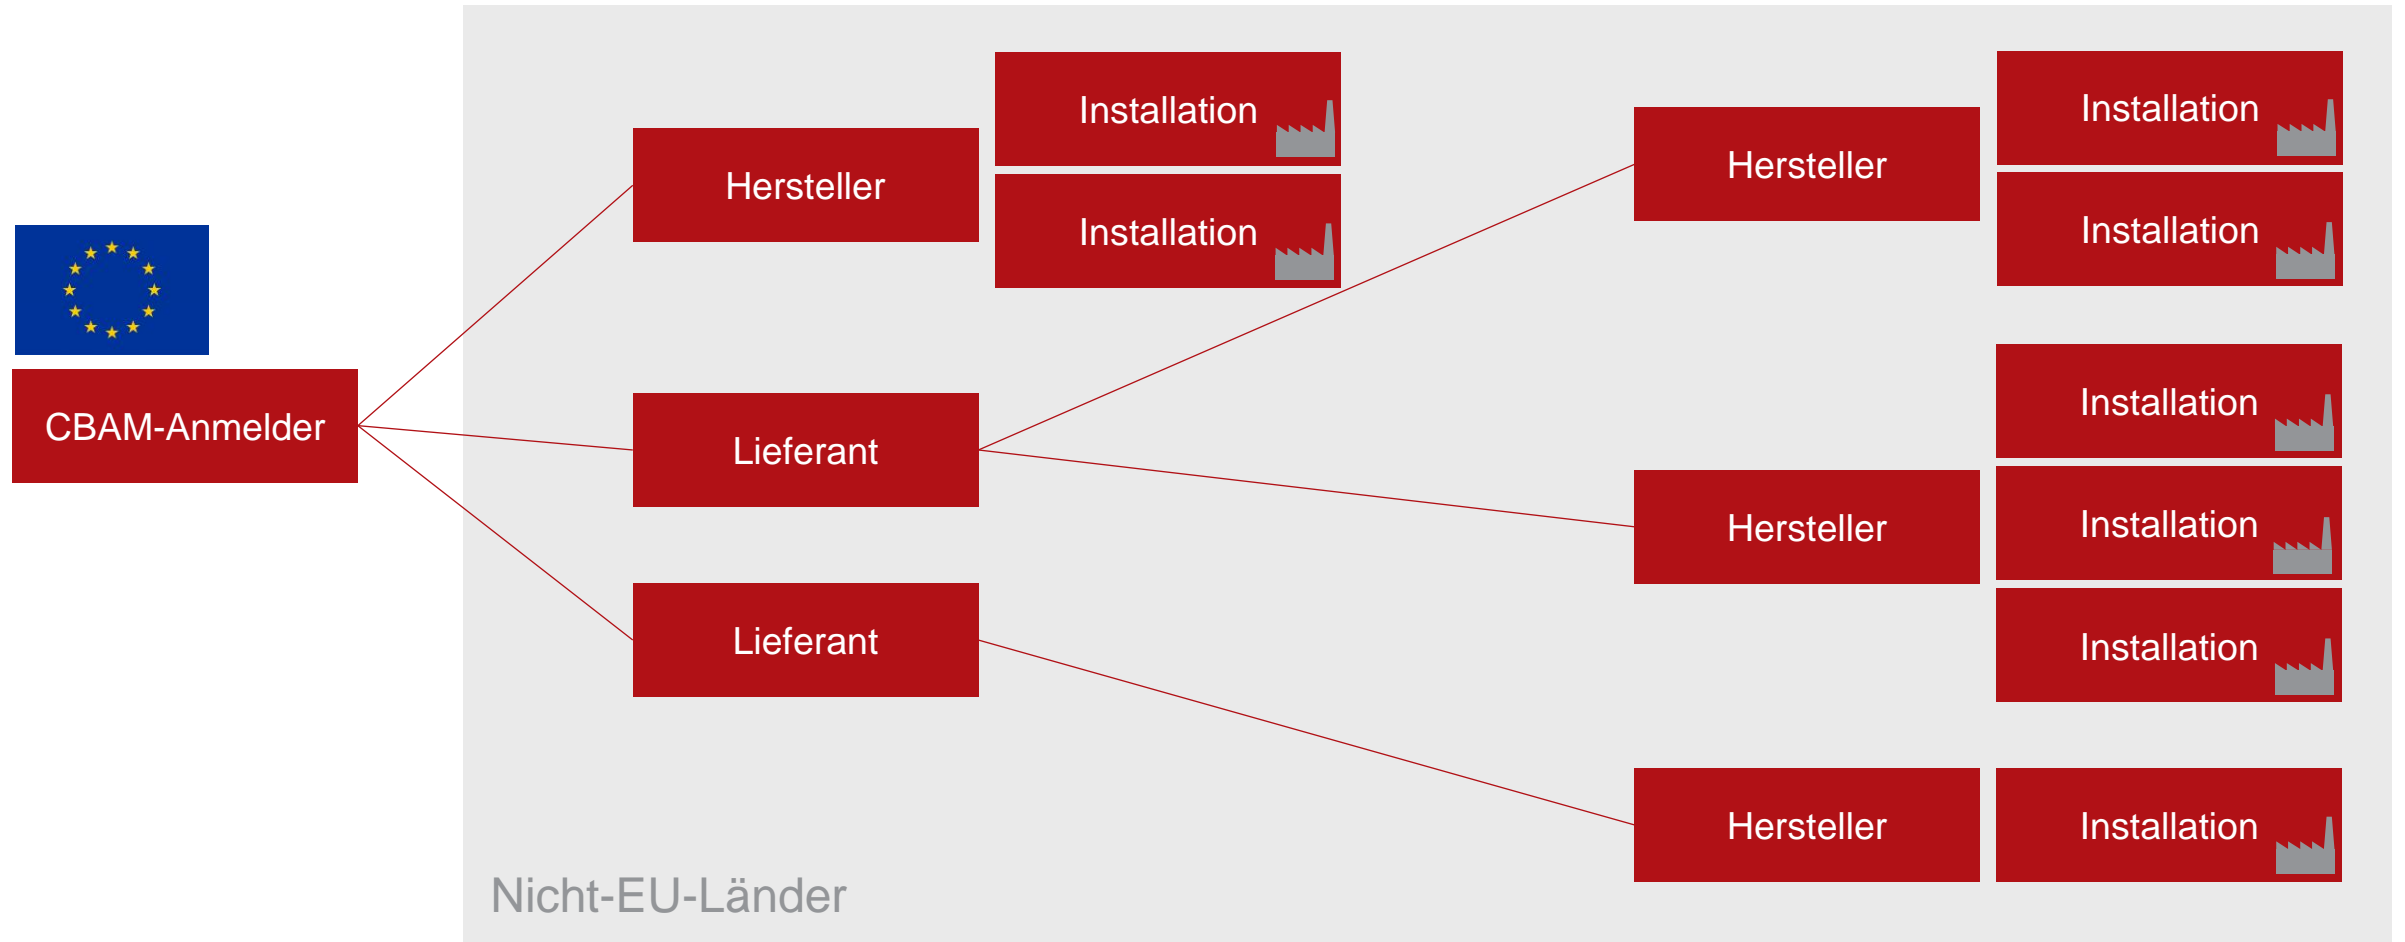 Installation
Installation
Hersteller
Hersteller
Installation
Installation
Installation
CBAM-Anmelder
Lieferant
Hersteller
Installation
Lieferant
Installation
Hersteller
Installation
Nicht-EU-Länder